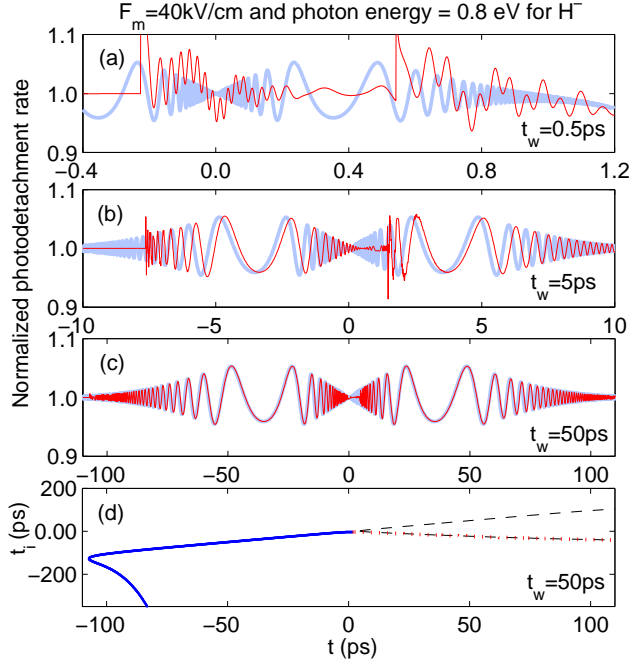 F_m=40kV/cm and photon energy = 0.8 eV for H⁻
Normalized photodetachment rate
1.1
(a)
1.0
t_w=0.5ps
0.9
−0.4 0.0 0.4 0.8 1.2
1.1
(b)
1.0
t_w=5ps
0.9
−10 −5 0 5 10
1.1
(c)
1.0
t_w=50ps
0.9
−100 −50 0 50 100
200
(d)
t_i (ps)
0.00
−200
t_w=50ps
−100 −50 0 50 100
t (ps)